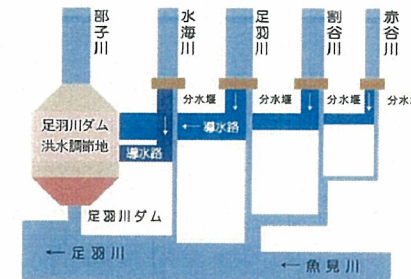 部子川
水海川
足羽川
割谷川
赤谷川
分水堰
分水堰
分水堰
分水
足羽川ダム
洪水調節地
← 導水路
導水路
足羽川ダム
← 足羽川
← 魚見川